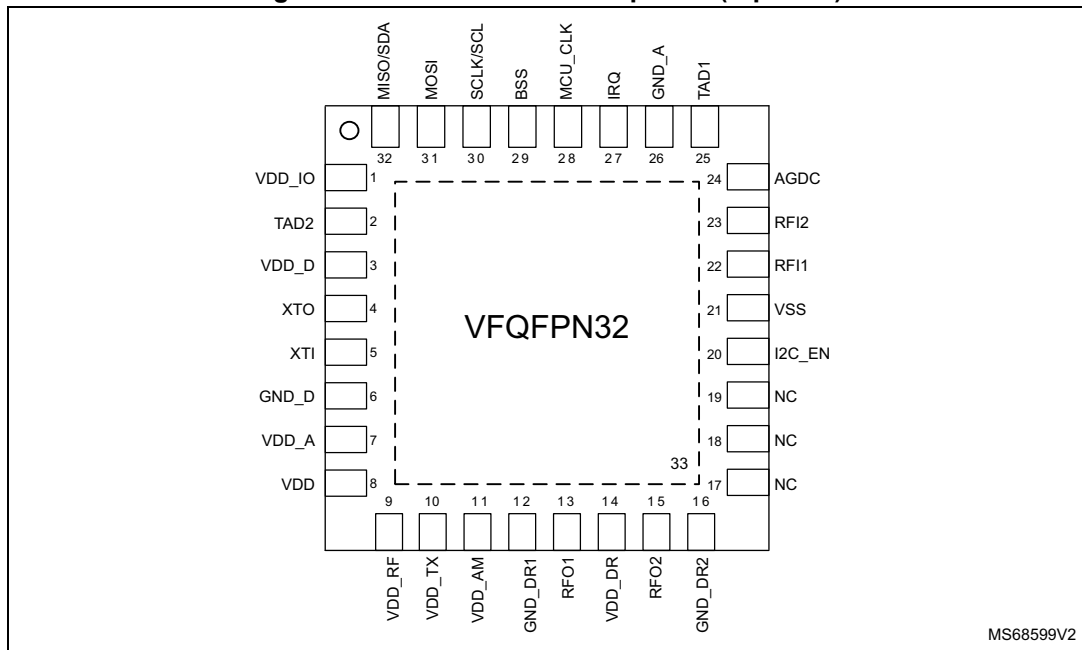 MISO/SDA
MOSI
SCLK/SCL
BSS
MCU_CLK
IRQ
GND_A
TAD1
32 31 30 29 28 27 26 25
VDD_IO 1
TAD2 2
VDD_D 3
XTO 4
XTI 5
GND_D 6
VDD_A 7
VDD 8
VFQFPN32
33
24 AGDC
23 RFI2
22 RFI1
21 VSS
20 I2C_EN
19 NC
18 NC
17 NC
9 10 11 12 13 14 15 16
VDD_RF
VDD_TX
VDD_AM
GND_DR1
RFO1
VDD_DR
RFO2
GND_DR2
MS68599V2